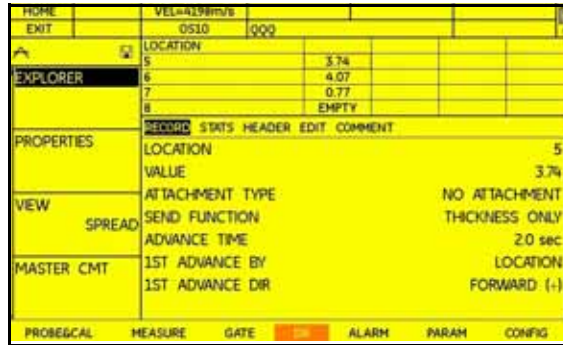 HOME VEL=4298m/s
EXIT OS10 QQQ
LOCATION
5 3.74
6 4.07
7 0.77
8 EMPTY
EXPLORER
RECORD STATS HEADER EDIT COMMENT
PROPERTIES
LOCATION 5
VALUE 3.74
ATTACHMENT TYPE NO ATTACHMENT
VIEW
SPREAD
SEND FUNCTION THICKNESS ONLY
ADVANCE TIME 2.0 sec
MASTER CMT
1ST ADVANCE BY LOCATION
1ST ADVANCE DIR FORWARD (+)
PROBE&CAL MEASURE GATE DR ALARM PARAM CONFIG